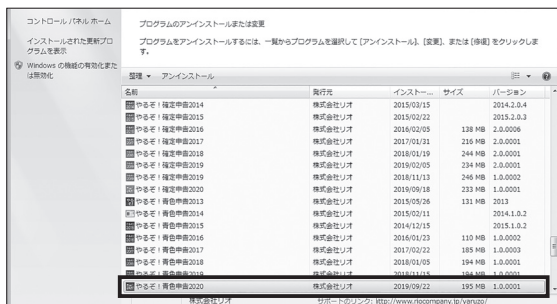 コントロール パネル ホーム
インストールされた更新プロ
グラムを表示
Windows の機能の有効化また
は無効化
プログラムのアンインストールまたは変更
プログラムをアンインストールするには、一覧からプログラムを選択して [アンインストール]、[変更]、または [修復] をクリックしま
す。
整理 アンインストール
名前 発行元 インストー... サイズ バージョン
やるぞ！確定申告2014 株式会社リオ 2015/03/15 2014.2.0.4
やるぞ！確定申告2015 株式会社リオ 2015/02/22 2015.2.0.3
やるぞ！確定申告2016 株式会社リオ 2016/02/05 138 MB 2.0.0006
やるぞ！確定申告2017 株式会社リオ 2017/01/31 216 MB 2.0.0001
やるぞ！確定申告2018 株式会社リオ 2018/01/19 244 MB 2.0.0001
やるぞ！確定申告2019 株式会社リオ 2019/02/05 234 MB 2.0.0001
やるぞ！確定申告2019 株式会社リオ 2018/11/13 246 MB 1.0.0002
やるぞ！確定申告2020 株式会社リオ 2019/09/18 233 MB 1.0.0001
やるぞ！青色申告2013 株式会社リオ 2015/05/26 131 MB 2013
やるぞ！青色申告2014 株式会社リオ 2015/02/11 2014.1.0.2
やるぞ！青色申告2015 株式会社リオ 2014/12/15 2015.1.0.2
やるぞ！青色申告2016 株式会社リオ 2016/01/23 110 MB 1.0.0002
やるぞ！青色申告2017 株式会社リオ 2017/02/22 185 MB 1.0.0003
やるぞ！青色申告2018 株式会社リオ 2018/01/05 194 MB 1.0.0001
やるぞ！青色申告2019 株式会社リオ 2018/11/15 194 MB 1.0.0001
やるぞ！青色申告2020 株式会社リオ 2019/09/22 195 MB 1.0.0001
株式会社リオ サポートのリンク: http://www.riocompany.jp/yaruzo/